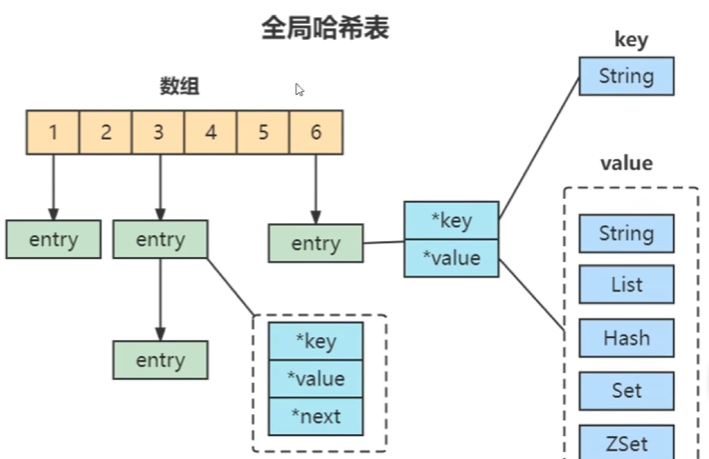 全局哈希表
key
String
数组
1 2 3 4 5 6
value
*key
entry entry entry
*value
String
List
*key
Hash
entry
*value
*next
Set
ZSet